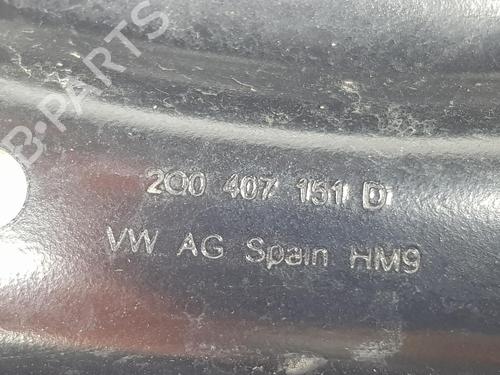 B PARTS
2Q0 407 151 D
VW AG Spain HM9